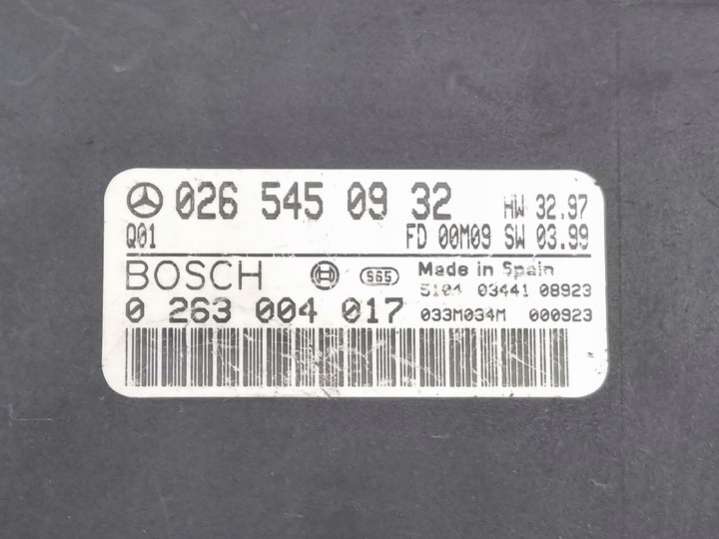 026 545 09 32 HW 32.97
Q01 FD 00M09 SW 03.99
BOSCH 565 Made in Spain
5104 03441 08923
0 263 004 017 033M034M 000923